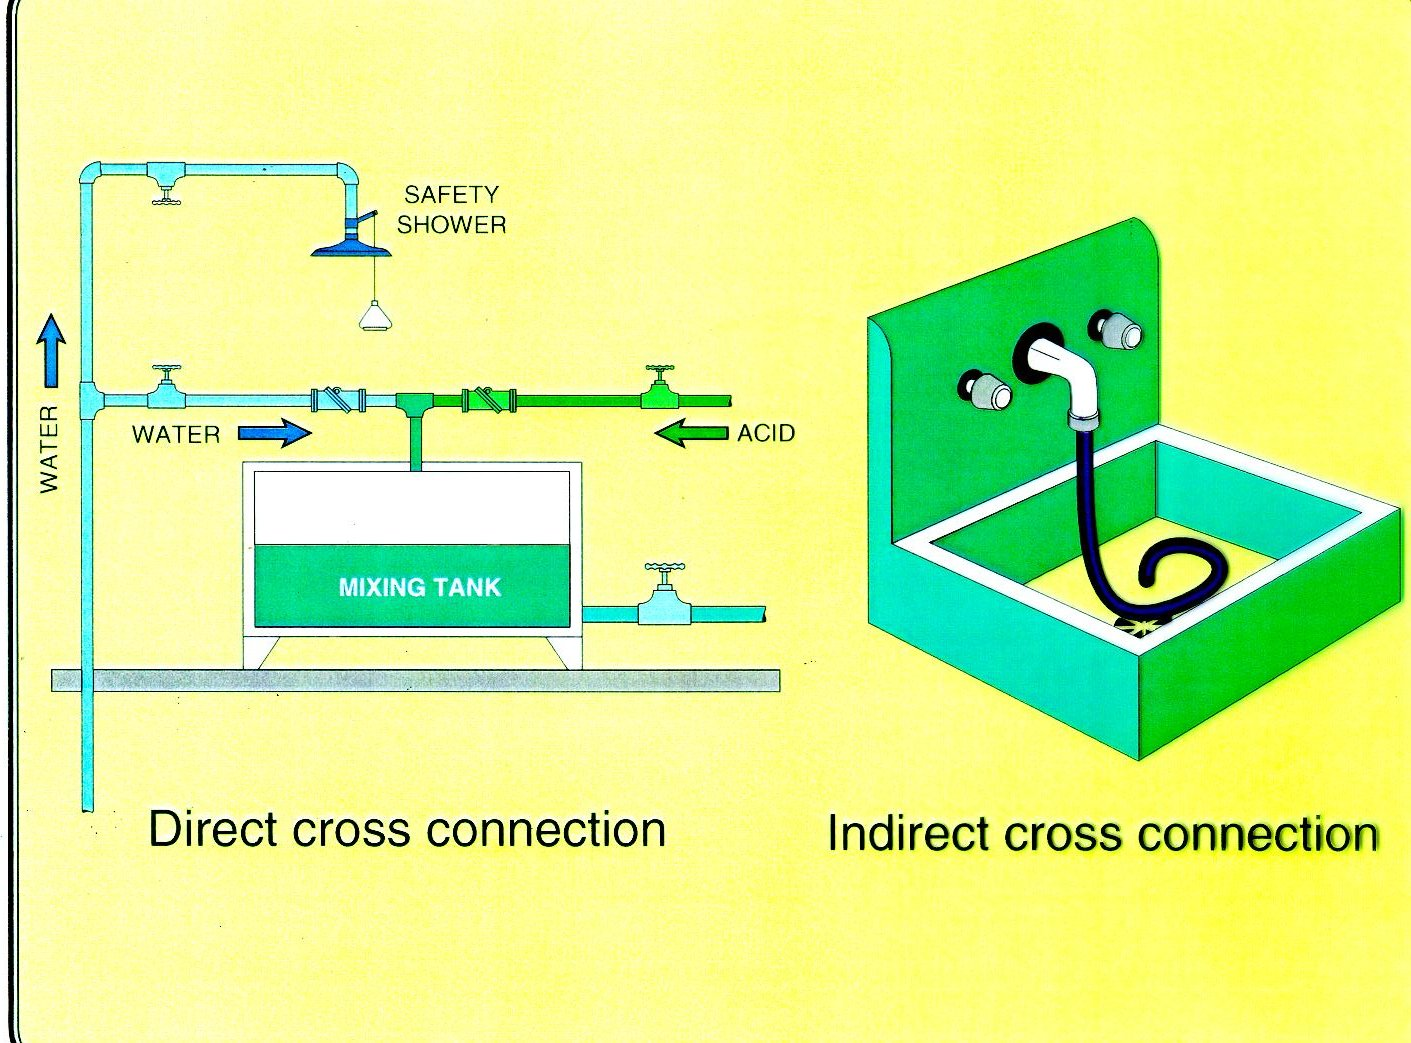 SAFETY
SHOWER
WATER
WATER
ACID
MIXING TANK
Direct cross connection
Indirect cross connection